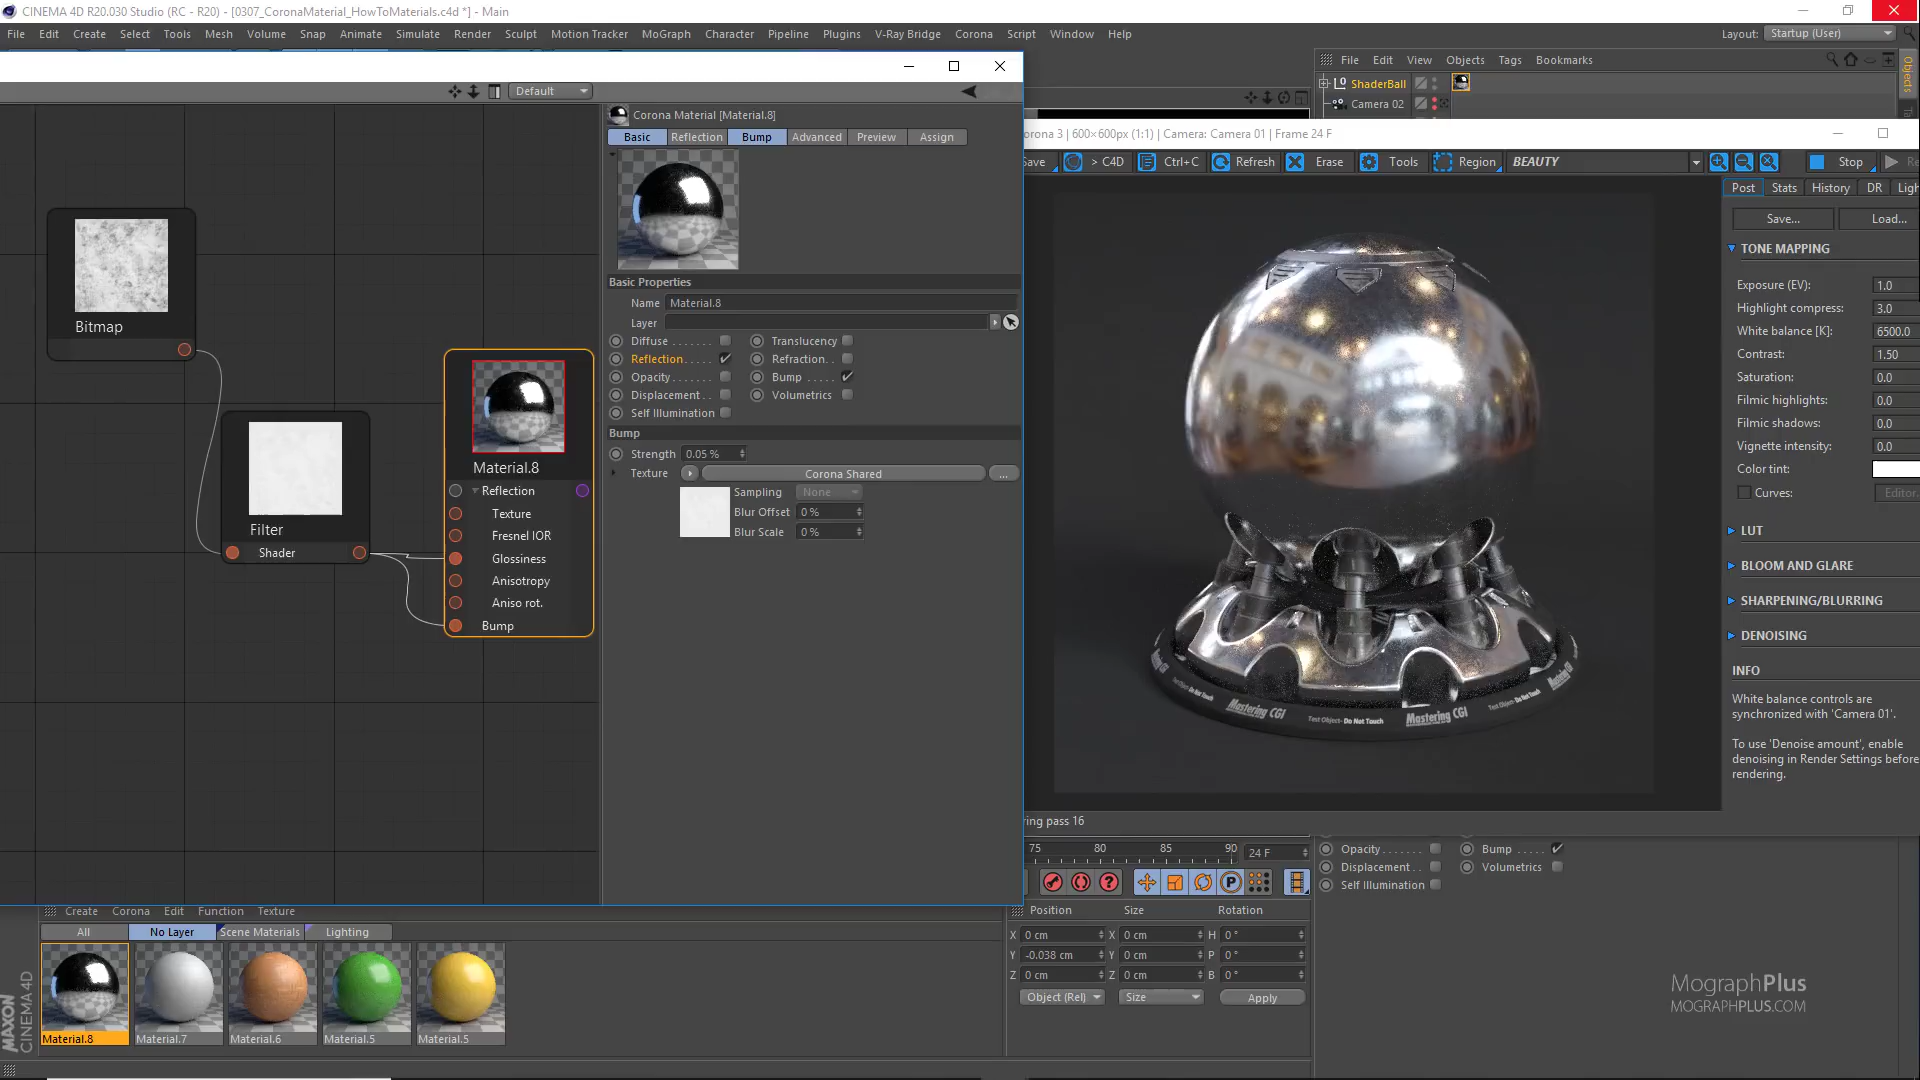 CINEMA 4D R20.030 Studio (RC - R20) - [0307_CoronaMaterial_HowToMaterials.c4d *] - Main
File Edit Create Select Tools Mesh Volume Snap Animate Simulate Render Sculpt Motion Tracker MoGraph Character Pipeline Plugins V-Ray Bridge Corona Script Window Help
Layout: Startup (User)
File Edit View Objects Tags Bookmarks
ShaderBall
Camera 02
Objects
Default
Corona Material [Material.8]
Basic Reflection Bump Advanced Preview Assign
Basic Properties
Name Material.8
Layer
Diffuse . . . . . . . Translucency
Reflection . . . . . Refraction. .
Opacity . . . . . . . Bump . . . . .
Displacement . . Volumetrics
Self Illumination
Bump
Strength 0.05 %
Texture Corona Shared ...
Sampling None
Blur Offset 0 %
Blur Scale 0 %
Bitmap
Filter
Shader
Material.8
Reflection
Texture
Fresnel IOR
Glossiness
Anisotropy
Aniso rot.
Bump
orona 3 | 600×600px (1:1) | Camera: Camera 01 | Frame 24 F
Save > C4D Ctrl+C Refresh Erase Tools Region BEAUTY Stop Re
Post Stats History DR Ligh
Save... Load...
TONE MAPPING
Exposure (EV): 1.0
Highlight compress: 3.0
White balance [K]: 6500.0
Contrast: 1.50
Saturation: 0.0
Filmic highlights: 0.0
Filmic shadows: 0.0
Vignette intensity: 0.0
Color tint:
Curves: Editor.
LUT
BLOOM AND GLARE
SHARPENING/BLURRING
DENOISING
INFO
White balance controls are
synchronized with 'Camera 01'.
To use 'Denoise amount', enable
denoising in Render Settings before
rendering.
Mastering CGI
Test Object- Do Not Touch
Mastering CGI
ring pass 16
75 80 85 90 24 F
Opacity . . . . . . . Bump . . . . .
Displacement . . Volumetrics
Self Illumination
Create Corona Edit Function Texture
All No Layer Scene Materials Lighting
Material.8 Material.7 Material.6 Material.5 Material.5
MAXON
CINEMA 4D
Position Size Rotation
X 0 cm X 0 cm H 0 °
Y -0.038 cm Y 0 cm P 0 °
Z 0 cm Z 0 cm B 0 °
Object (Rel) Size Apply
MographPlus
MOGRAPHPLUS.COM